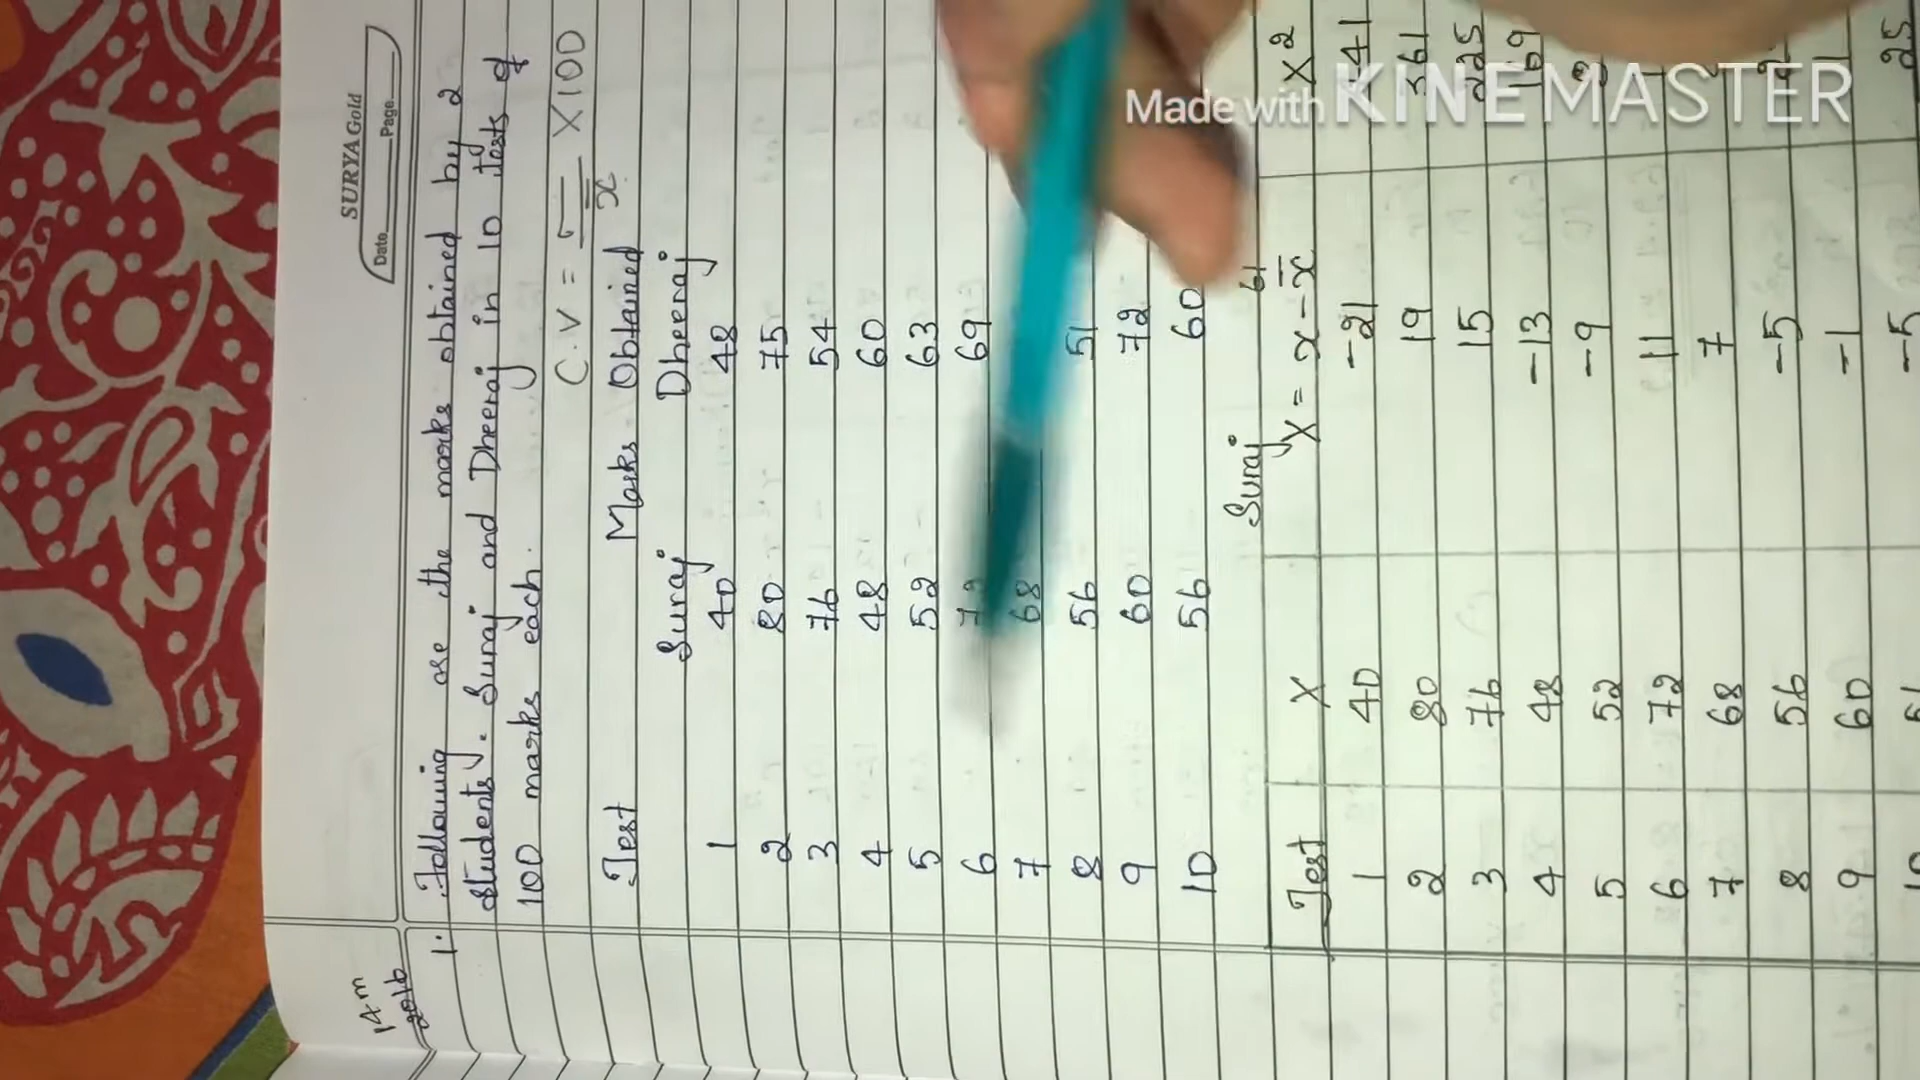 SURYA Gold
Date Page
14m
2016
1. Following are the marks obtained by 2
students. Suraj and Dheeraj in 10 tests of
100 marks each.
C.V = σ/x̄ X100
Test Marks Obtained
Suraj Dheeraj
1 40 48
2 80 75
3 76 54
4 48 60
5 52 63
6 72 69
7 68
8 56 51
9 60 72
10 56 60
Suraj
61
Test X X = x - x̄ X2
1 40 -21 441
2 80 19 361
3 76 15 225
4 48 -13 169
5 52 -9
6 72 11
7 68 7
8 56 -5
9 60 -1 1
10 -5 25
Made with KINEMASTER